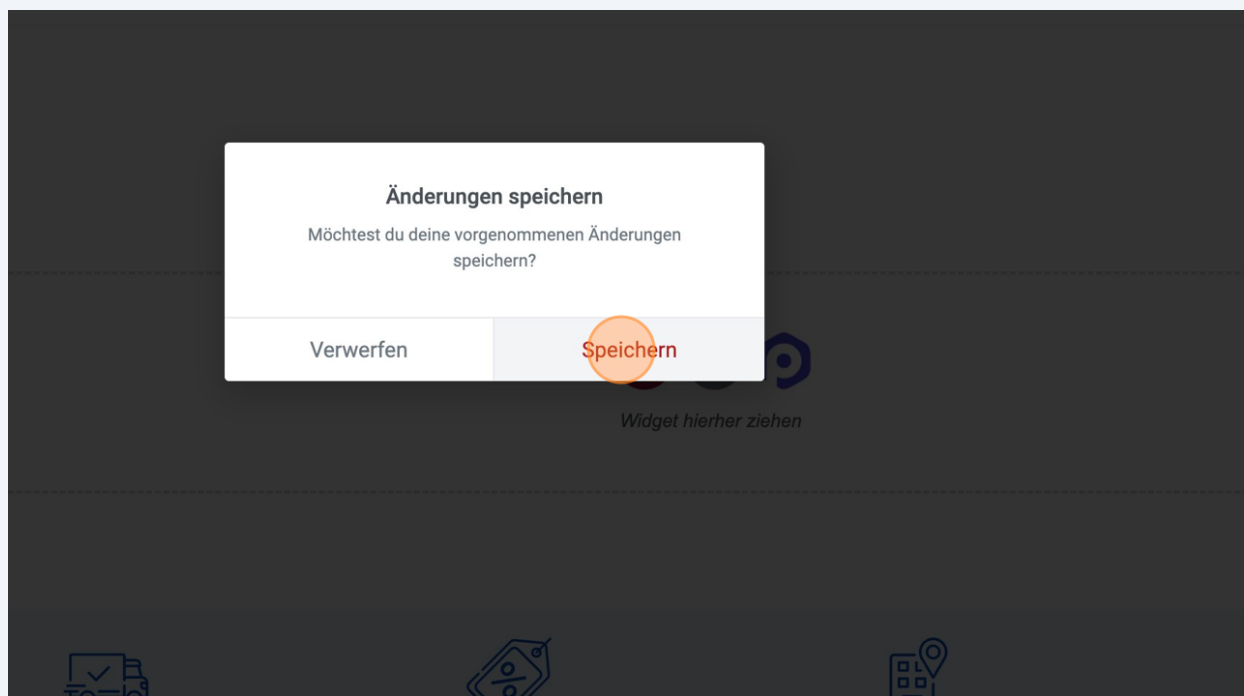 Änderungen speichern
Möchtest du deine vorgenommenen Änderungen
speichern?
Verwerfen Speichern
Widget hierher ziehen